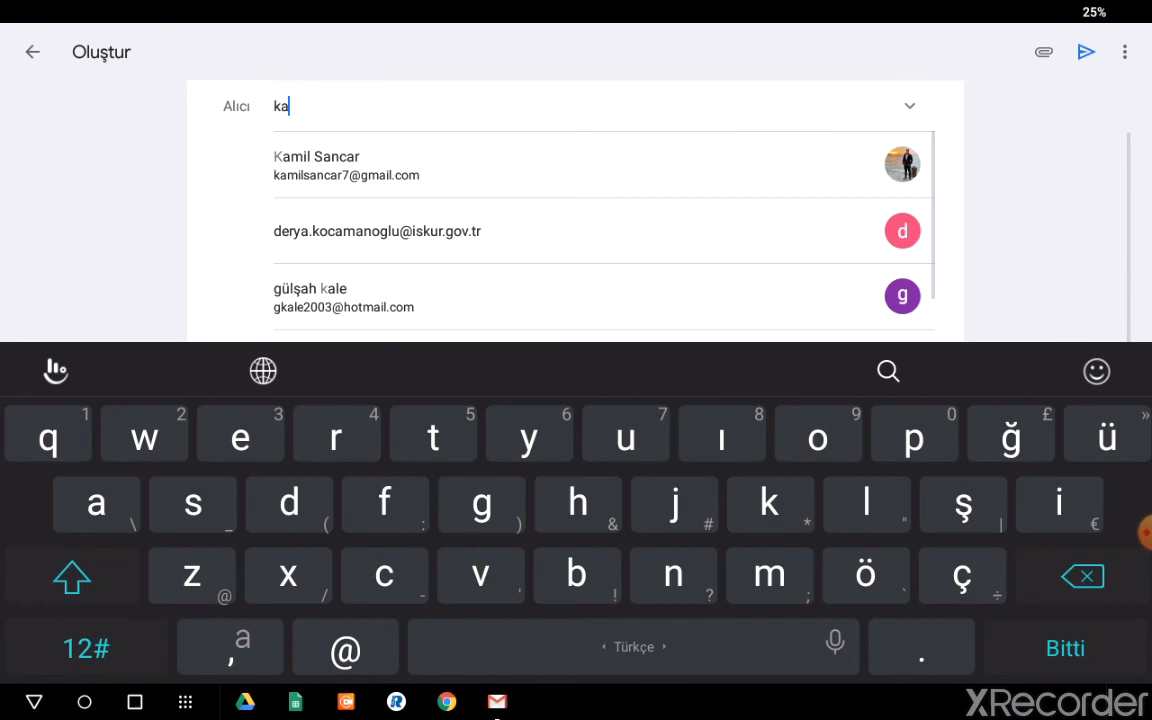 25%
Oluştur
Alıcı ka
Kamil Sancar
kamilsancar7@gmail.com
derya.kocamanoglu@iskur.gov.tr
d
gülşah kale
gkale2003@hotmail.com
g
1 2 3 4 5 6 7 8 9 0 £ »
q w e r t y u ı o p ğ ü
a s d f g h j k l ş i
\ _ ( : ) & # * " | €
z x c v b n m ö ç
@ / - ' ! ? ; ` ÷
12# , a @ ‹ Türkçe › . Bitti
XRecorder